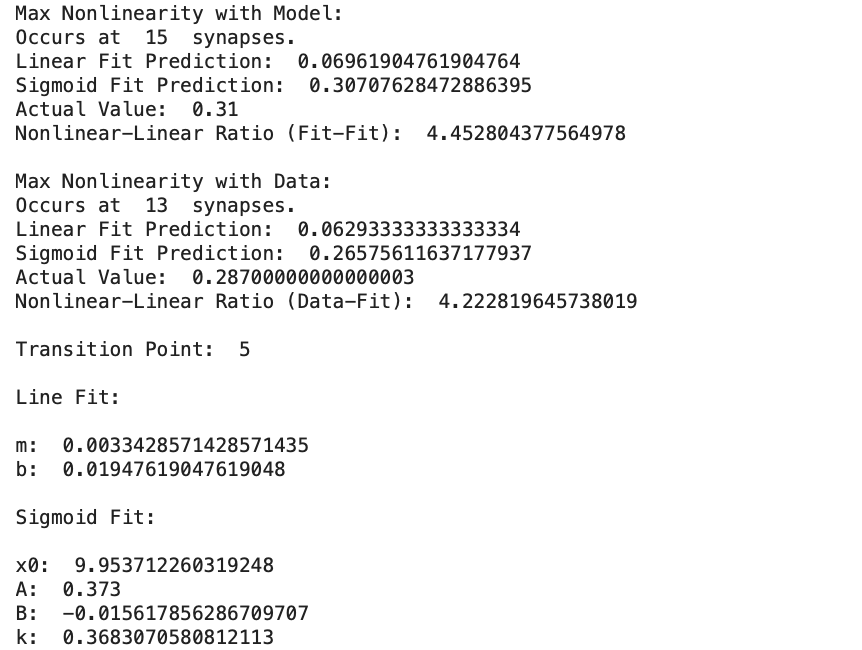 Max Nonlinearity with Model:
Occurs at  15  synapses.
Linear Fit Prediction:  0.06961904761904764
Sigmoid Fit Prediction:  0.30707628472886395
Actual Value:  0.31
Nonlinear-Linear Ratio (Fit-Fit):  4.452804377564978
Max Nonlinearity with Data:
Occurs at  13  synapses.
Linear Fit Prediction:  0.06293333333333334
Sigmoid Fit Prediction:  0.26575611637177937
Actual Value:  0.28700000000000003
Nonlinear-Linear Ratio (Data-Fit):  4.222819645738019
Transition Point:  5
Line Fit:
m:  0.0033428571428571435
b:  0.01947619047619048
Sigmoid Fit:
x0:  9.953712260319248
A:  0.373
B:  -0.015617856286709707
k:  0.3683070580812113